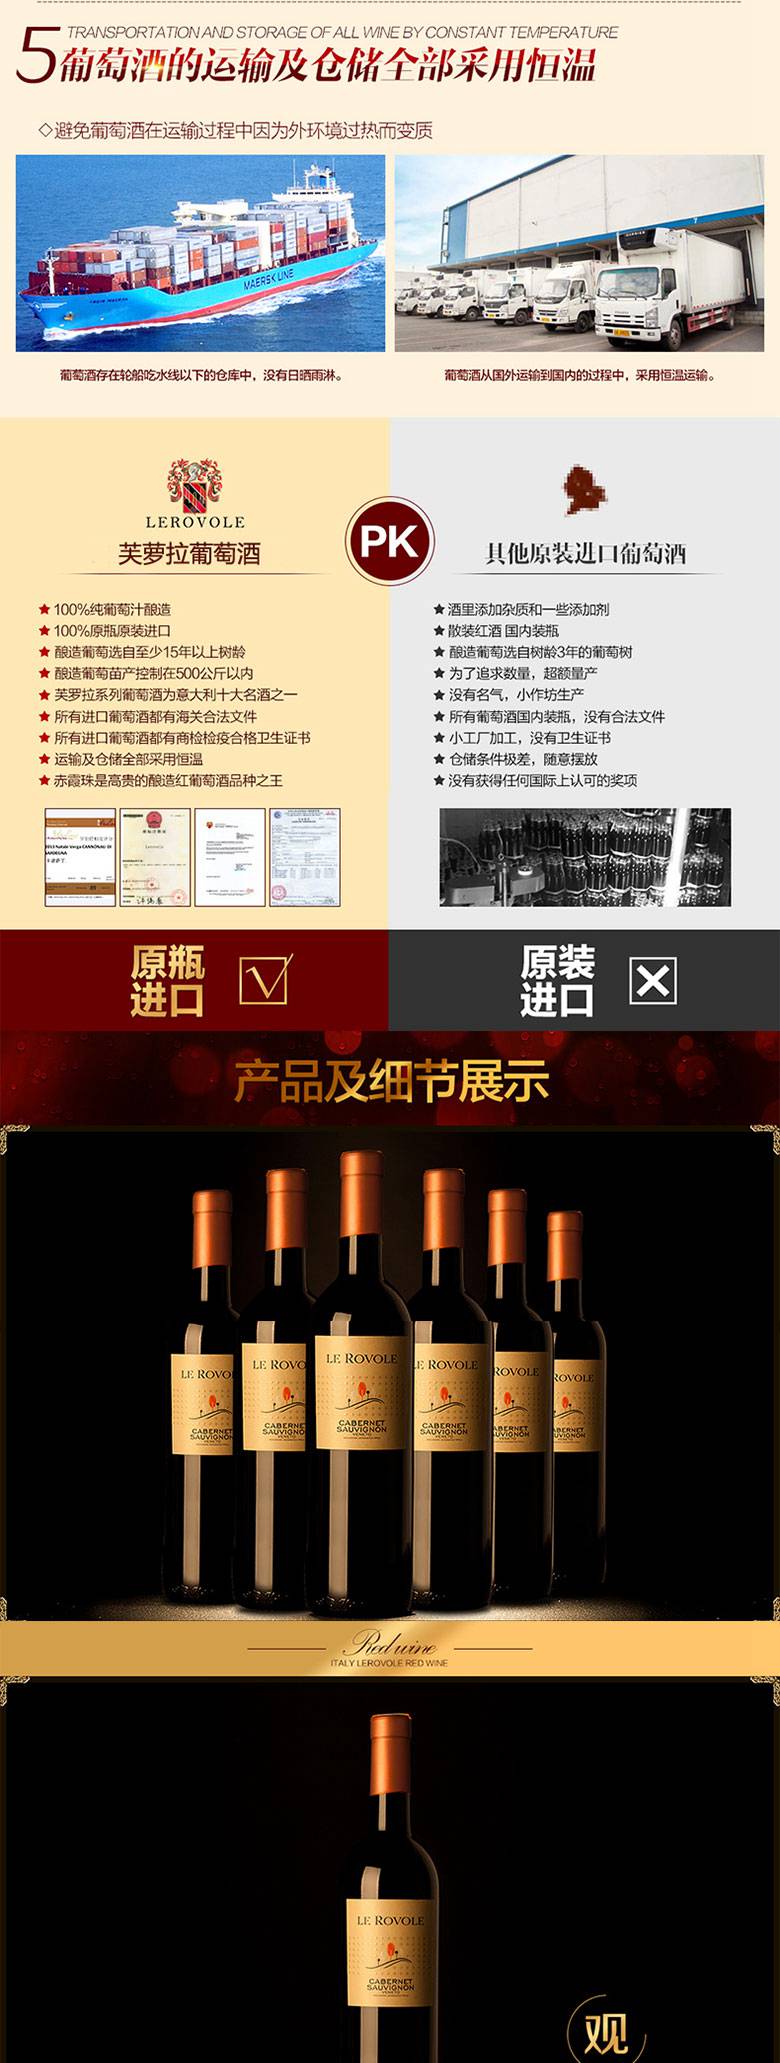 5
TRANSPORTATION AND STORAGE OF ALL WINE BY CONSTANT TEMPERATURE
葡萄酒的运输及仓储全部采用恒温
◇避免葡萄酒在运输过程中因为外环境过热而变质
MAERSK LINE
葡萄酒存在轮船吃水线以下的仓库中，没有日晒雨淋。
葡萄酒从国外运输到国内的过程中，采用恒温运输。
LEROVOLE
芙萝拉葡萄酒
PK
其他原装进口葡萄酒
★ 100%纯葡萄汁酿造
★ 100%原瓶原装进口
★ 酿造葡萄选自至少15年以上树龄
★ 酿造葡萄苗产控制在500公斤以内
★ 芙罗拉系列葡萄酒为意大利十大名酒之一
★ 所有进口葡萄酒都有海关合法文件
★ 所有进口葡萄酒都有商检检疫合格卫生证书
★ 运输及仓储全部采用恒温
★ 赤霞珠是高贵的酿造红葡萄酒品种之王
★ 酒里添加杂质和一些添加剂
★ 散装红酒 国内装瓶
★ 酿造葡萄选自树龄3年的葡萄树
★ 为了追求数量，超额量产
★ 没有名气，小作坊生产
★ 所有葡萄酒国内装瓶，没有合法文件
★ 小工厂加工，没有卫生证书
★ 仓储条件极差，随意摆放
★ 没有获得任何国际上认可的奖项
原瓶
进口
原装
进口
产品及细节展示
LE ROVO
LE ROVO
LE ROVOLE
LE ROVOLE
ROVOLE
ROVOLE
CABERNET
SAUVIGNON
VENETO
Red wine
ITALY LEROVOLE RED WINE
LE ROVOLE
CABERNET
SAUVIGNON
VENETO
观